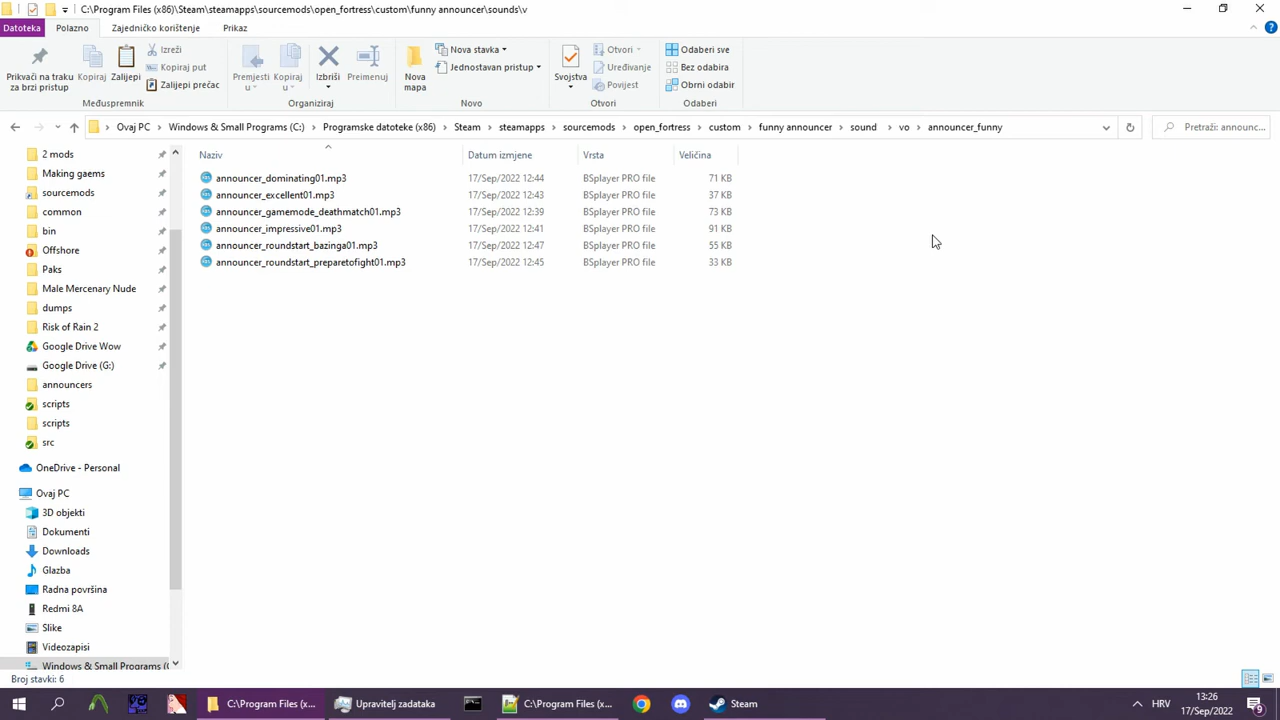 C:\Program Files (x86)\Steam\steamapps\sourcemods\open_fortress\custom\funny announcer\sounds\v
Datoteka Polazno Zajedničko korištenje Prikaz
Prikvači na traku za brzi pristup
Kopiraj
Zalijepi
Izreži
Kopiraj put
Zalijepi prečac
Međuspremnik
Premjesti u
Kopiraj u
Izbriši
Preimenuj
Organiziraj
Nova mapa
Nova stavka
Jednostavan pristup
Novo
Svojstva
Otvori
Uređivanje
Povijest
Otvori
Odaberi sve
Bez odabira
Obrni odabir
Odaberi
Ovaj PC Windows & Small Programs (C:) Programske datoteke (x86) Steam steamapps sourcemods open_fortress custom funny announcer sound vo announcer_funny
Pretraži: announc...
2 mods
Making gaems
sourcemods
common
bin
Offshore
Paks
Male Mercenary Nude
dumps
Risk of Rain 2
Google Drive Wow
Google Drive (G:)
announcers
scripts
scripts
src
OneDrive - Personal
Ovaj PC
3D objekti
Dokumenti
Downloads
Glazba
Radna površina
Redmi 8A
Slike
Videozapisi
Windows & Small Programs (
Naziv Datum izmjene Vrsta Veličina
announcer_dominating01.mp3 17/Sep/2022 12:44 BSplayer PRO file 71 KB
announcer_excellent01.mp3 17/Sep/2022 12:43 BSplayer PRO file 37 KB
announcer_gamemode_deathmatch01.mp3 17/Sep/2022 12:39 BSplayer PRO file 73 KB
announcer_impressive01.mp3 17/Sep/2022 12:41 BSplayer PRO file 91 KB
announcer_roundstart_bazinga01.mp3 17/Sep/2022 12:47 BSplayer PRO file 55 KB
announcer_roundstart_preparetofight01.mp3 17/Sep/2022 12:45 BSplayer PRO file 33 KB
Broj stavki: 6
C:\Program Files (x...
Upravitelj zadataka
C:\Program Files (x...
Steam
HRV
13:26
17/Sep/2022
9